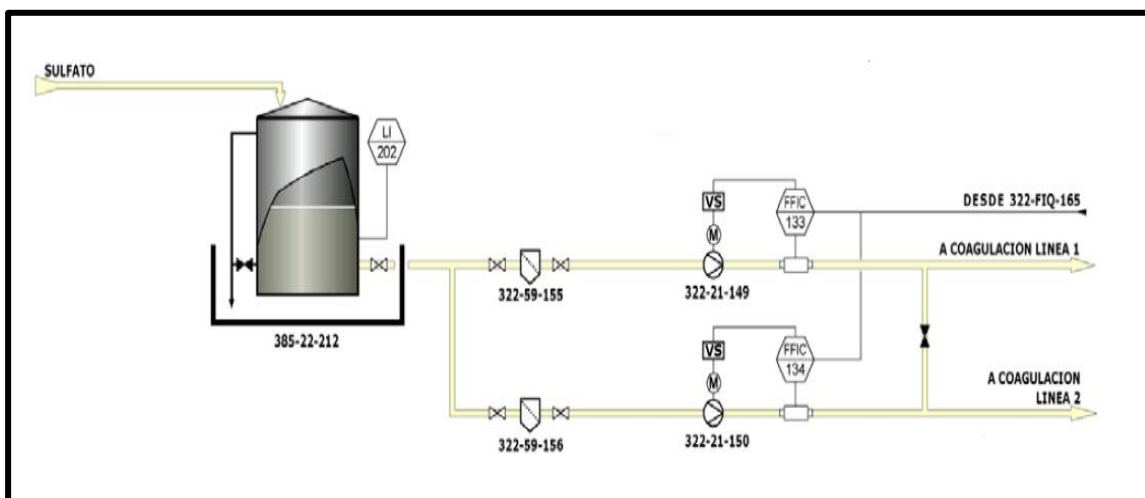 SULFATO
LI
202
VS
FFIC
133
DESDE 322-FIQ-165
M
A COAGULACION LINEA 1
322-59-155
322-21-149
385-22-212
VS
FFIC
134
M
A COAGULACION
LINEA 2
322-59-156
322-21-150